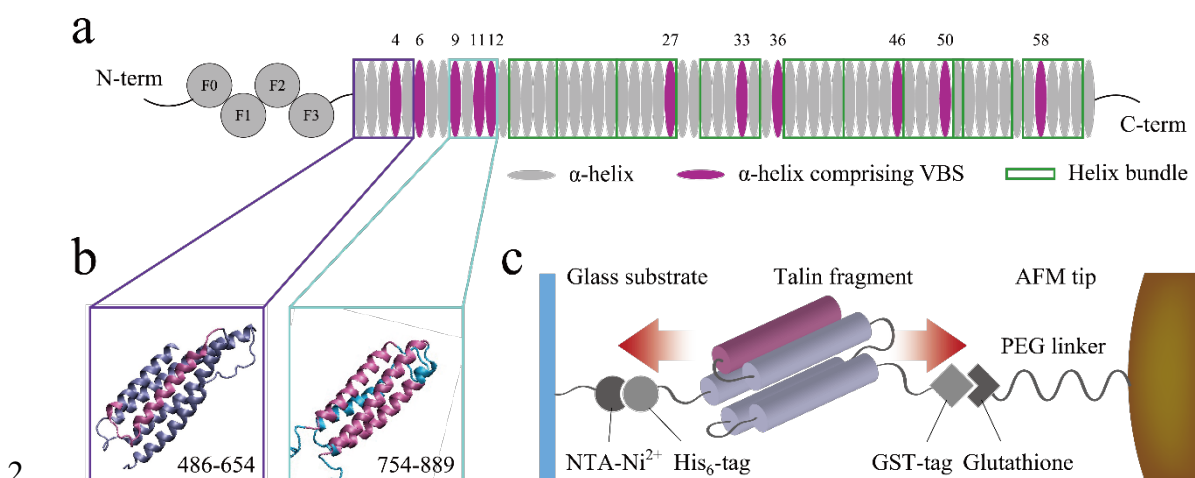 a
4 6 9 11 12 27 33 36 46 50 58
N-term
F0
F1
F2
F3
C-term
α-helix
α-helix comprising VBS
Helix bundle
b
486-654
754-889
c
Glass substrate
Talin fragment
AFM tip
PEG linker
NTA-Ni²⁺
His₆-tag
GST-tag
Glutathione
2